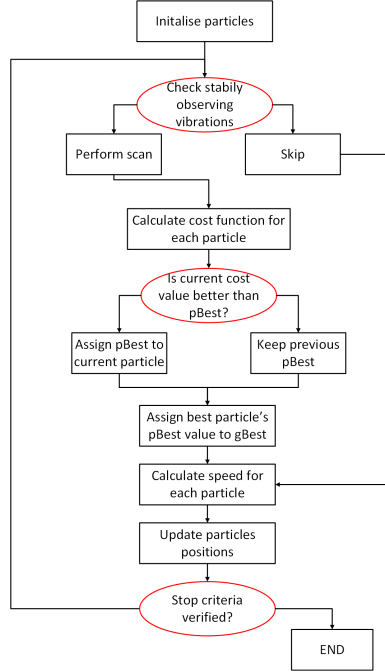 Initalise particles
Check stabily
observing
vibrations
Perform scan
Skip
Calculate cost function for
each particle
Is current cost
value better than
pBest?
Assign pBest to
current particle
Keep previous
pBest
Assign best particle's
pBest value to gBest
Calculate speed for
each particle
Update particles
positions
Stop criteria
verified?
END